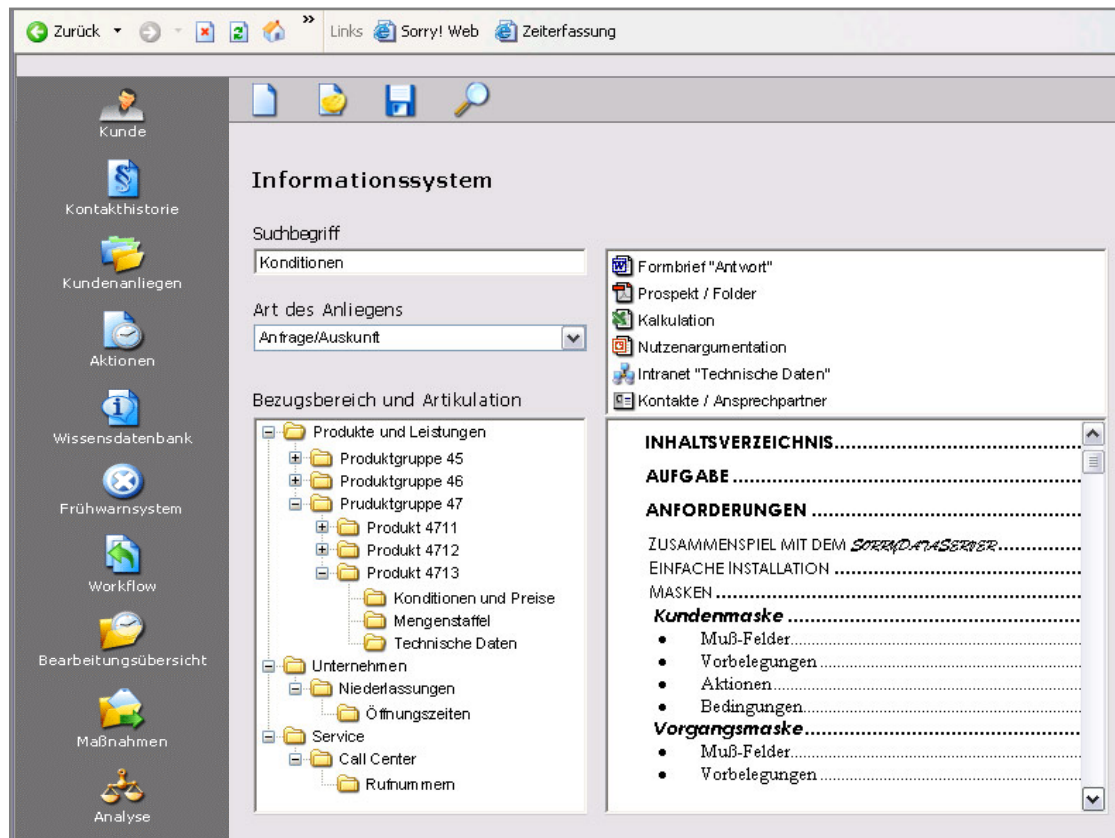 Zurück
»
Links Sorry! Web Zeiterfassung
Kunde
Kontakthistorie
Kundenanliegen
Aktionen
Wissensdatenbank
Frühwarnsystem
Workflow
Bearbeitungsübersicht
Maßnahmen
Analyse
Informationssystem
Suchbegriff
Konditionen
Art des Anliegens
Anfrage/Auskunft
Bezugsbereich und Artikulation
Produkte und Leistungen
Produktgruppe 45
Produktgruppe 46
Pruduktgruppe 47
Produkt 4711
Produkt 4712
Produkt 4713
Konditionen und Preise
Mengenstaffel
Technische Daten
Unternehmen
Niederlassungen
Öffnungszeiten
Service
Call Center
Rufnummern
Formbrief "Antwort"
Prospekt / Folder
Kalkulation
Nutzenargumentation
Intranet "Technische Daten"
Kontakte / Ansprechpartner
INHALTSVERZEICHNIS
AUFGABE
ANFORDERUNGEN
ZUSAMMENSPIEL MIT DEM SORRYDATASERVER
EINFACHE INSTALLATION
MASKEN
Kundenmaske
• Muß-Felder
• Vorbelegungen
• Aktionen
• Bedingungen
Vorgangsmaske
• Muß-Felder
• Vorbelegungen